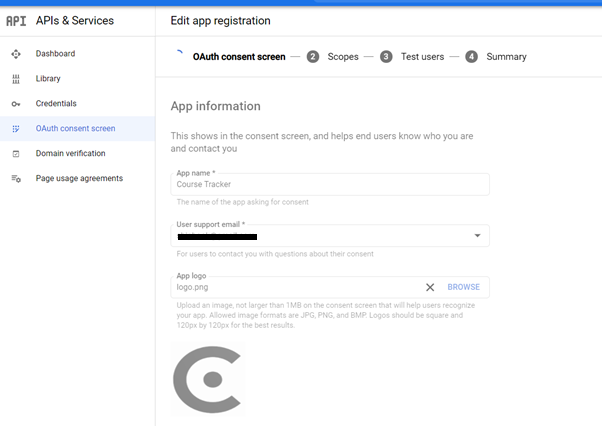 API APIs & Services
Edit app registration
Dashboard
Library
Credentials
OAuth consent screen
Domain verification
Page usage agreements
OAuth consent screen — 2 Scopes — 3 Test users — 4 Summary
App information
This shows in the consent screen, and helps end users know who you are
and contact you
App name *
Course Tracker
The name of the app asking for consent
User support email *
For users to contact you with questions about their consent
App logo
logo.png
BROWSE
Upload an image, not larger than 1MB on the consent screen that will help users recognize
your app. Allowed image formats are JPG, PNG, and BMP. Logos should be square and
120px by 120px for the best results.